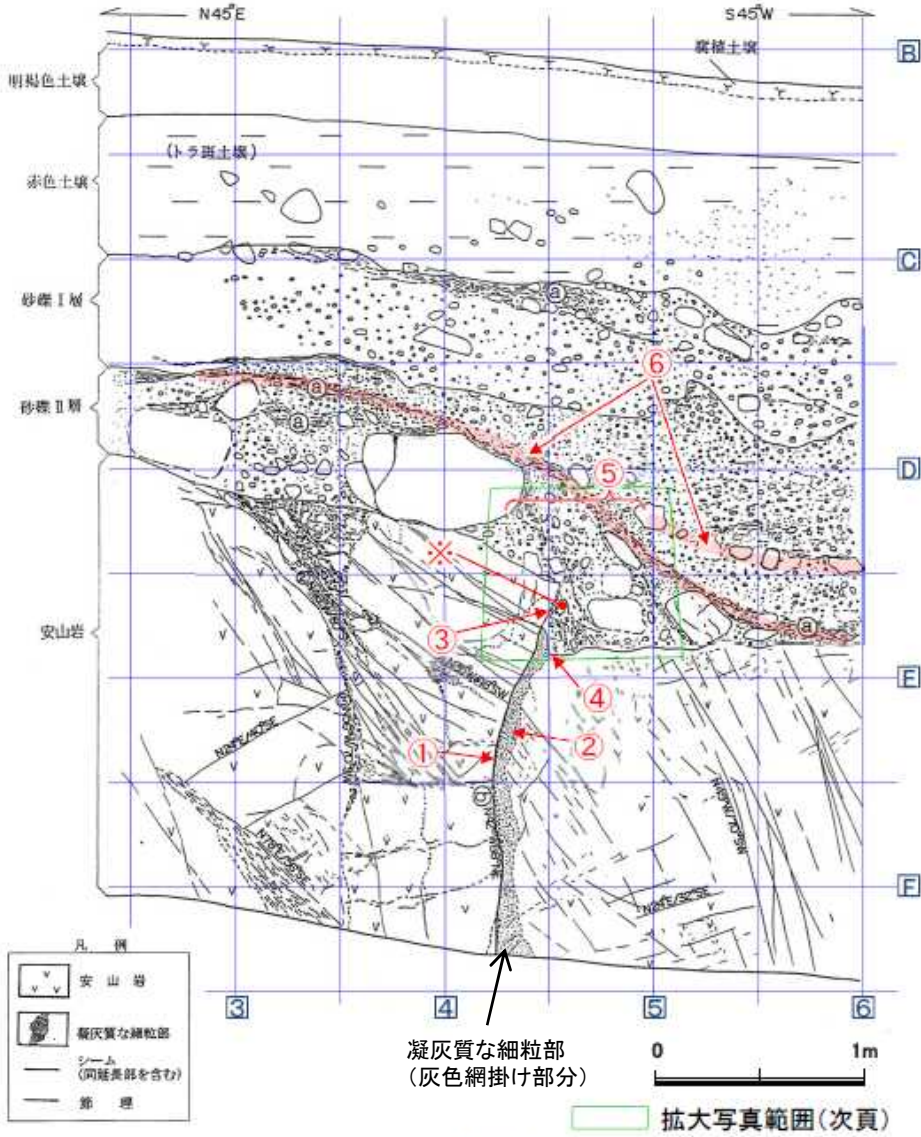 N45°E
S45°W
腐植土壌
B
明褐色土壌
(トラ斑土壌)
赤色土壌
C
ⓐ
砂礫Ⅰ層
⑥
ⓐ
砂礫Ⅱ層
ⓐ
D
⑤
※
安山岩
③
ⓐ
E
④
①
②
N49°W/70°SW
F
3
4
5
6
凡 例
安 山 岩
凝灰質な細粒部
シーム
(同延長部を含む)
節 理
凝灰質な細粒部
(灰色網掛け部分)
0
1m
拡大写真範囲(次頁)